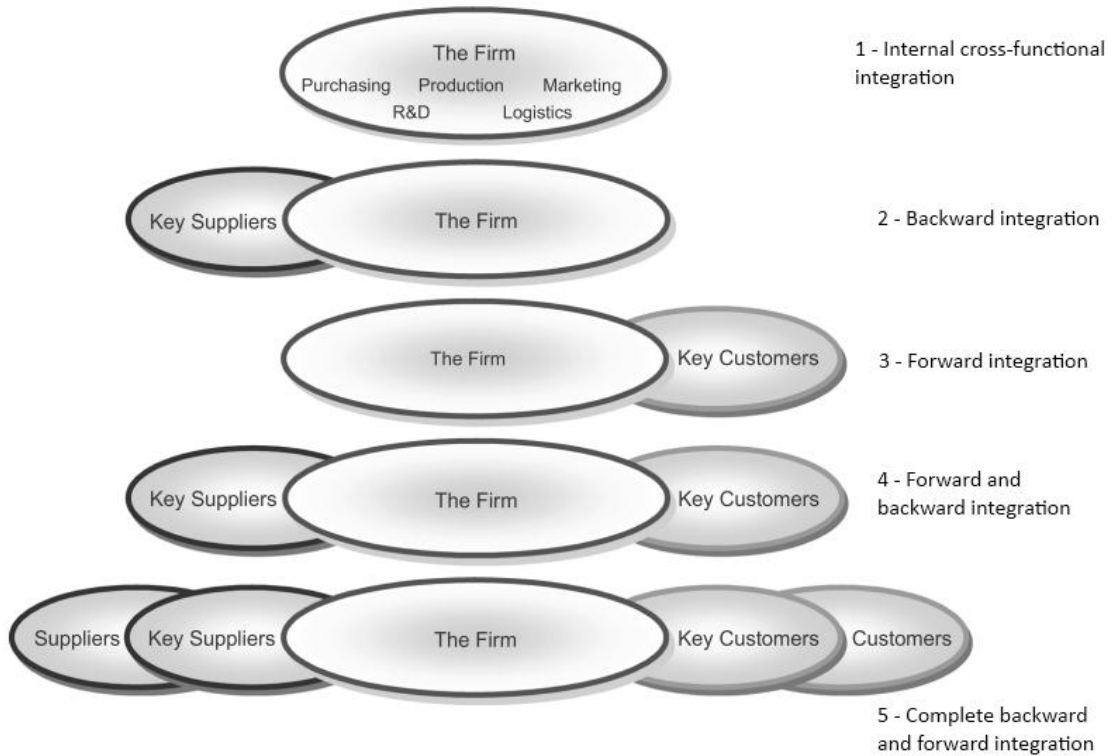 The Firm
Purchasing Production Marketing
R&D Logistics
1 - Internal cross-functional
integration
Key Suppliers The Firm
2 - Backward integration
The Firm Key Customers
3 - Forward integration
Key Suppliers The Firm Key Customers
4 - Forward and
backward integration
Suppliers Key Suppliers The Firm Key Customers Customers
5 - Complete backward
and forward integration